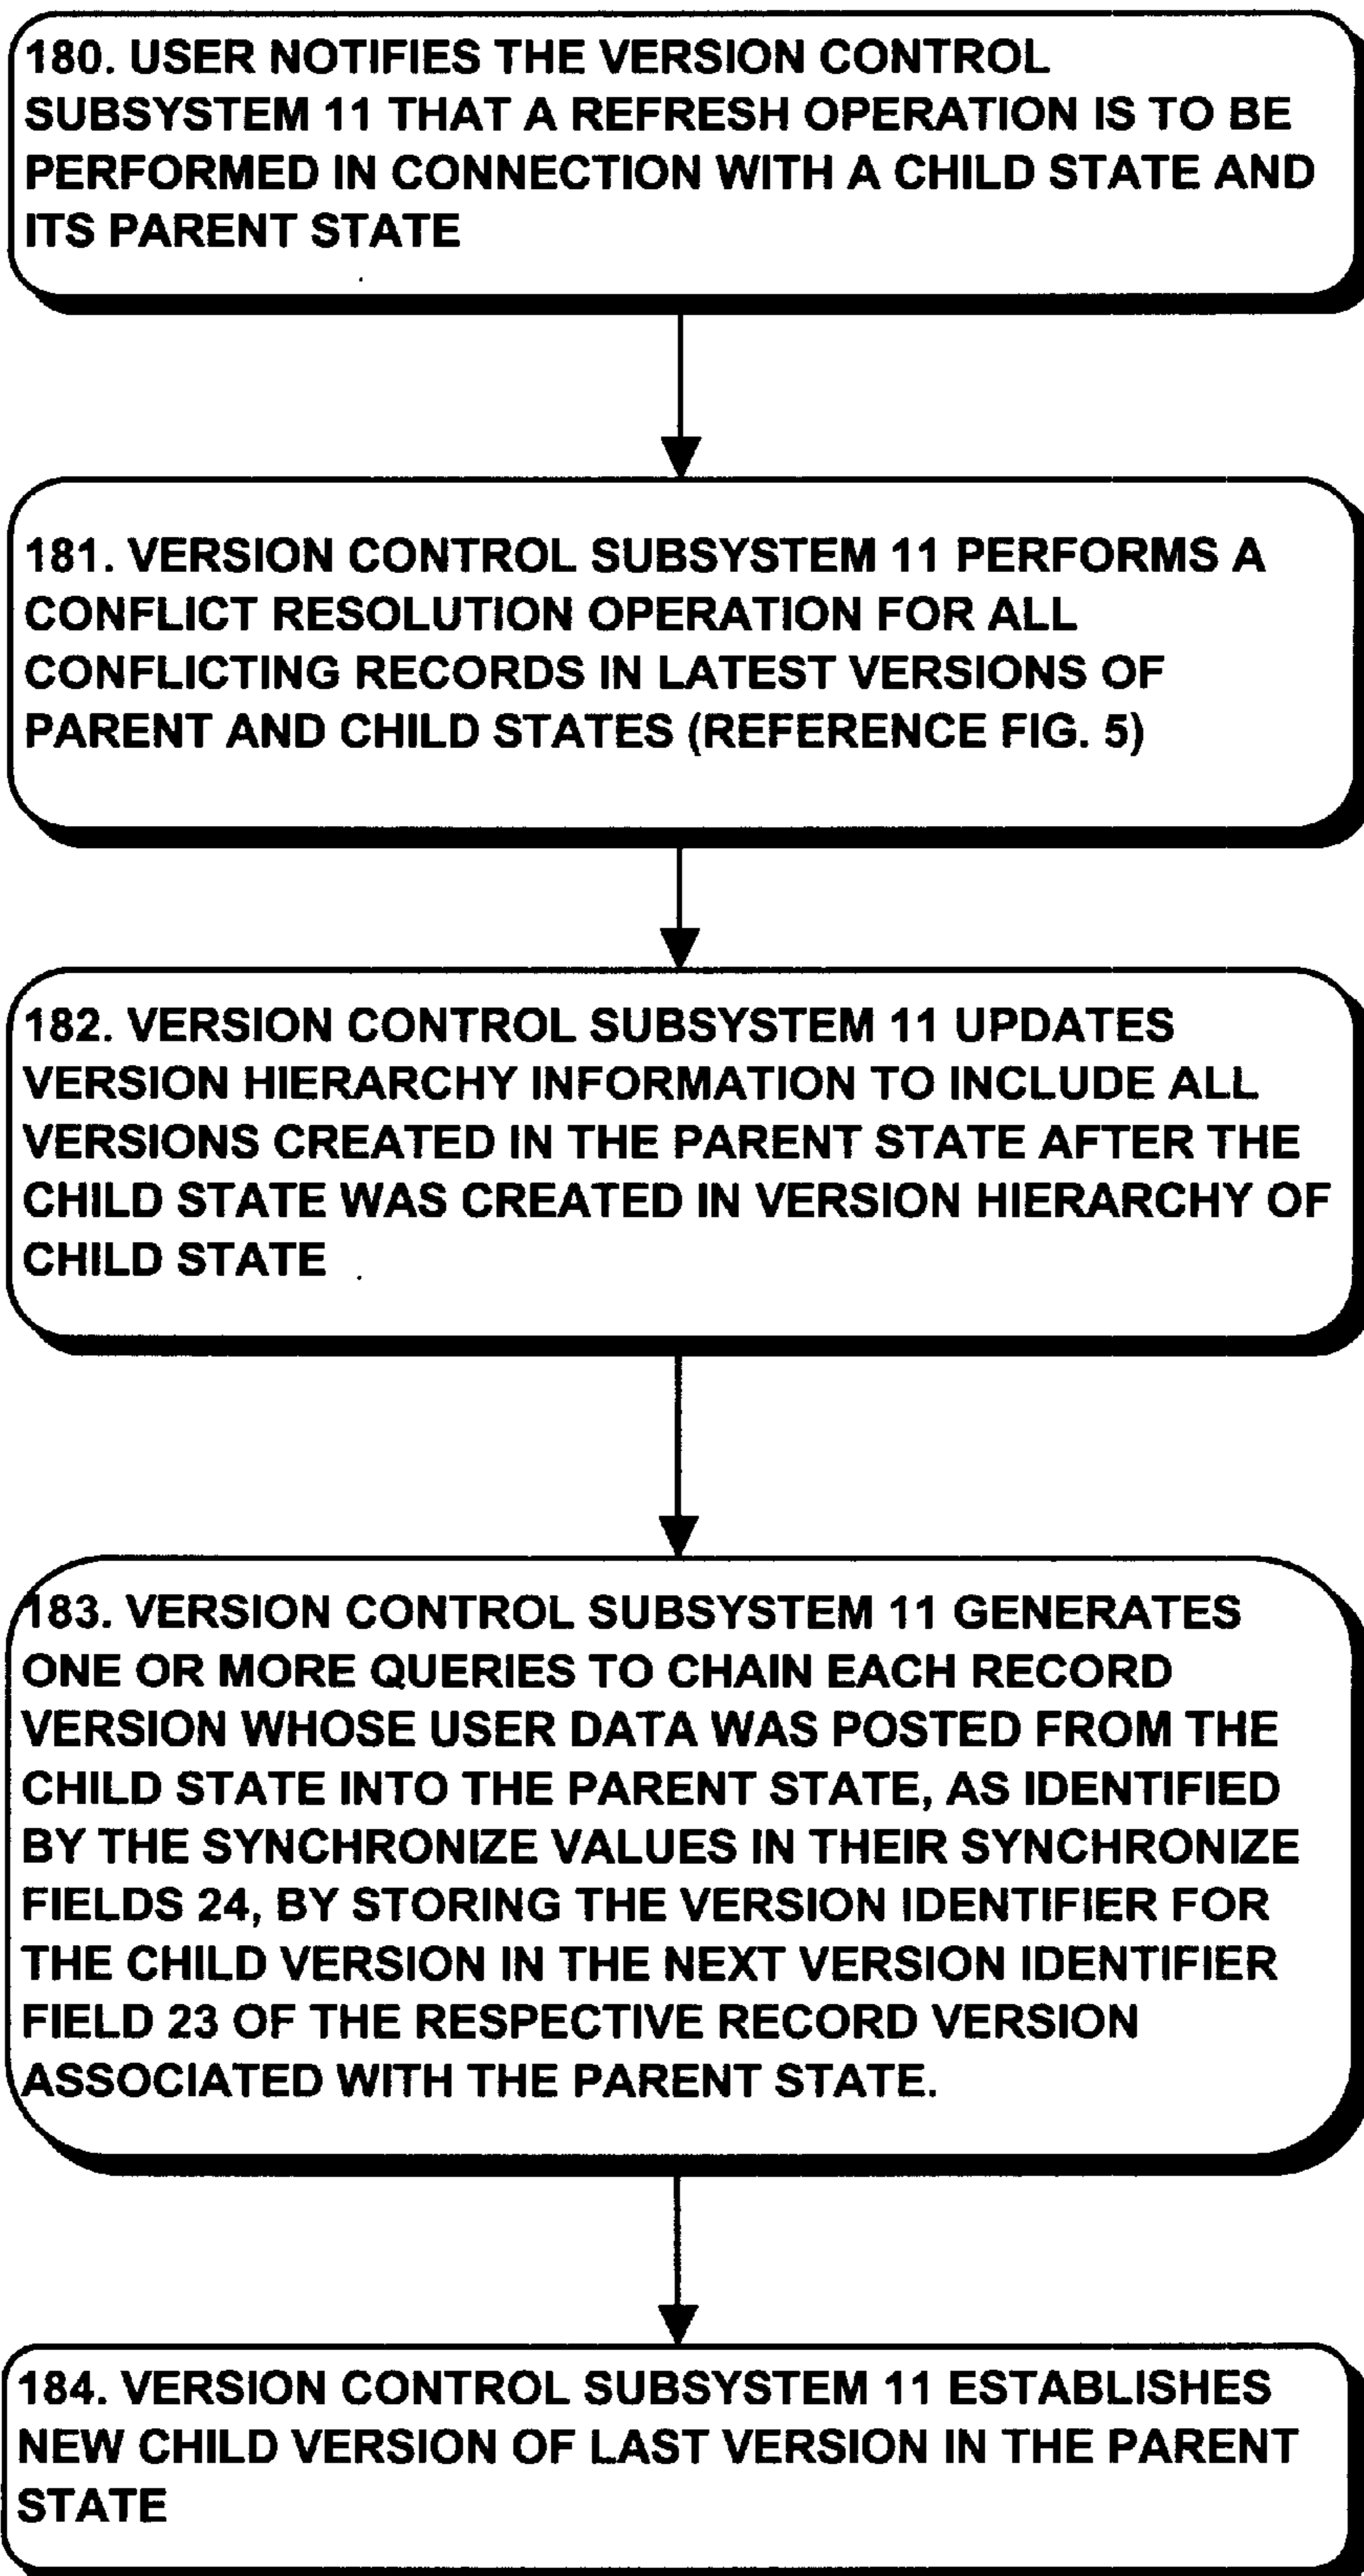 180. USER NOTIFIES THE VERSION CONTROL
SUBSYSTEM 11 THAT A REFRESH OPERATION IS TO BE
PERFORMED IN CONNECTION WITH A CHILD STATE AND
ITS PARENT STATE
181. VERSION CONTROL SUBSYSTEM 11 PERFORMS A
CONFLICT RESOLUTION OPERATION FOR ALL
CONFLICTING RECORDS IN LATEST VERSIONS OF
PARENT AND CHILD STATES (REFERENCE FIG. 5)
182. VERSION CONTROL SUBSYSTEM 11 UPDATES
VERSION HIERARCHY INFORMATION TO INCLUDE ALL
VERSIONS CREATED IN THE PARENT STATE AFTER THE
CHILD STATE WAS CREATED IN VERSION HIERARCHY OF
CHILD STATE
183. VERSION CONTROL SUBSYSTEM 11 GENERATES
ONE OR MORE QUERIES TO CHAIN EACH RECORD
VERSION WHOSE USER DATA WAS POSTED FROM THE
CHILD STATE INTO THE PARENT STATE, AS IDENTIFIED
BY THE SYNCHRONIZE VALUES IN THEIR SYNCHRONIZE
FIELDS 24, BY STORING THE VERSION IDENTIFIER FOR
THE CHILD VERSION IN THE NEXT VERSION IDENTIFIER
FIELD 23 OF THE RESPECTIVE RECORD VERSION
ASSOCIATED WITH THE PARENT STATE.
184. VERSION CONTROL SUBSYSTEM 11 ESTABLISHES
NEW CHILD VERSION OF LAST VERSION IN THE PARENT
STATE